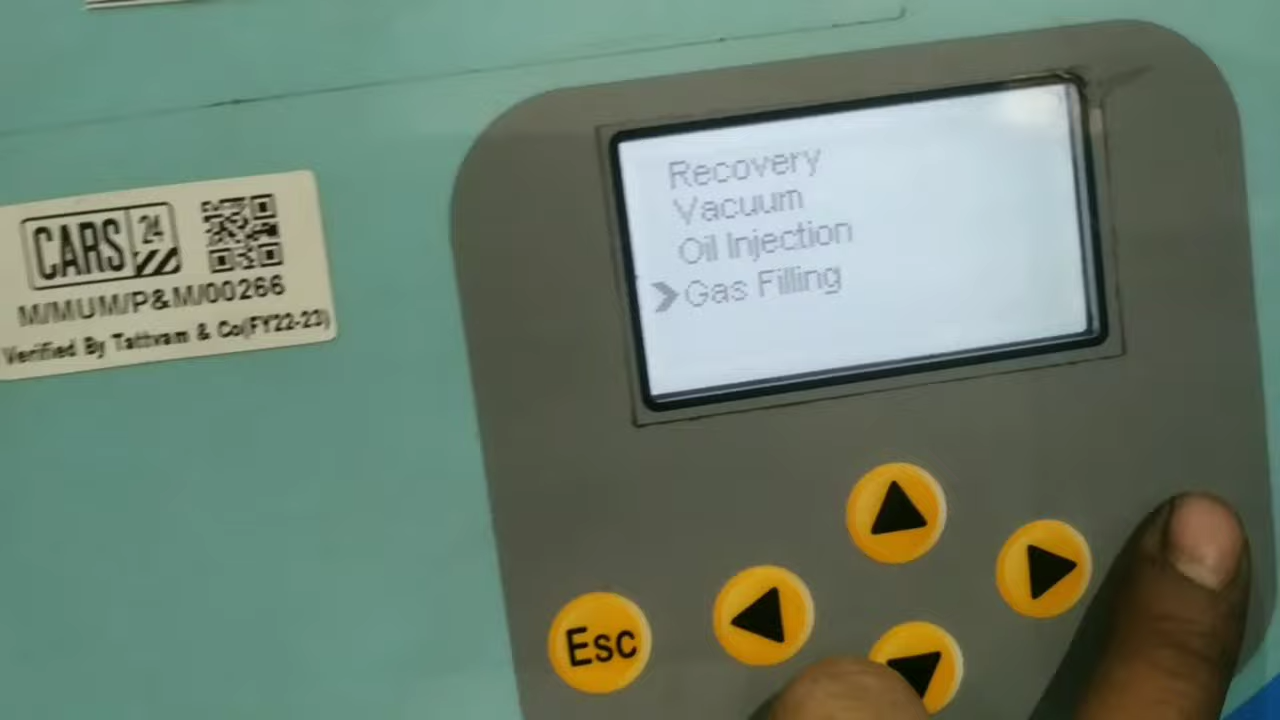 Recovery
Vacuum
Oil Injection
Gas Filling
CARS 24
M/MUM/P&M/00266
Verified By Tattvam & Co(FY22-23)
Esc